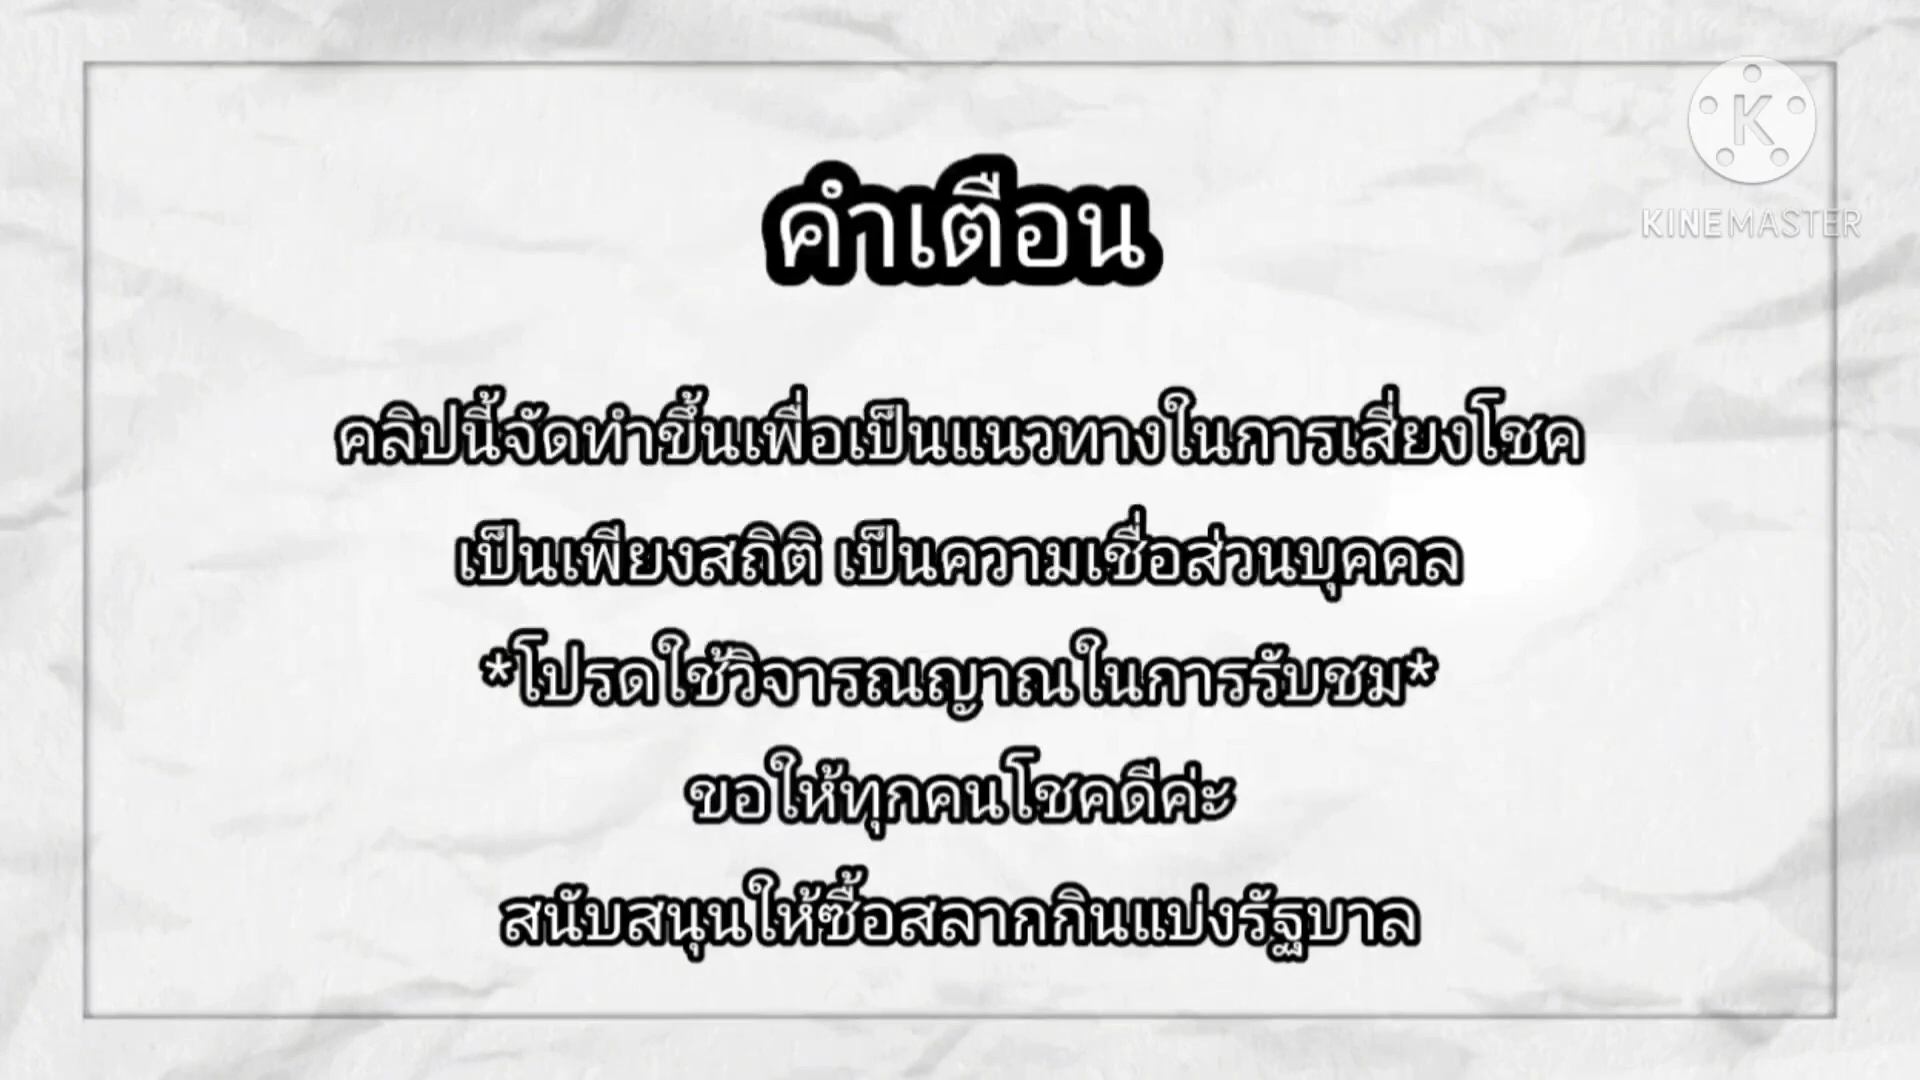 KINEMASTER
คำเตือน
คลิปนี้จัดทำขึ้นเพื่อเป็นแนวทางในการเสี่ยงโชค
เป็นเพียงสถิติ เป็นความเชื่อส่วนบุคคล
*โปรดใช้วิจารณญาณในการรับชม*
ขอให้ทุกคนโชคดีค่ะ
สนับสนุนให้ซื้อสลากกินแบ่งรัฐบาล